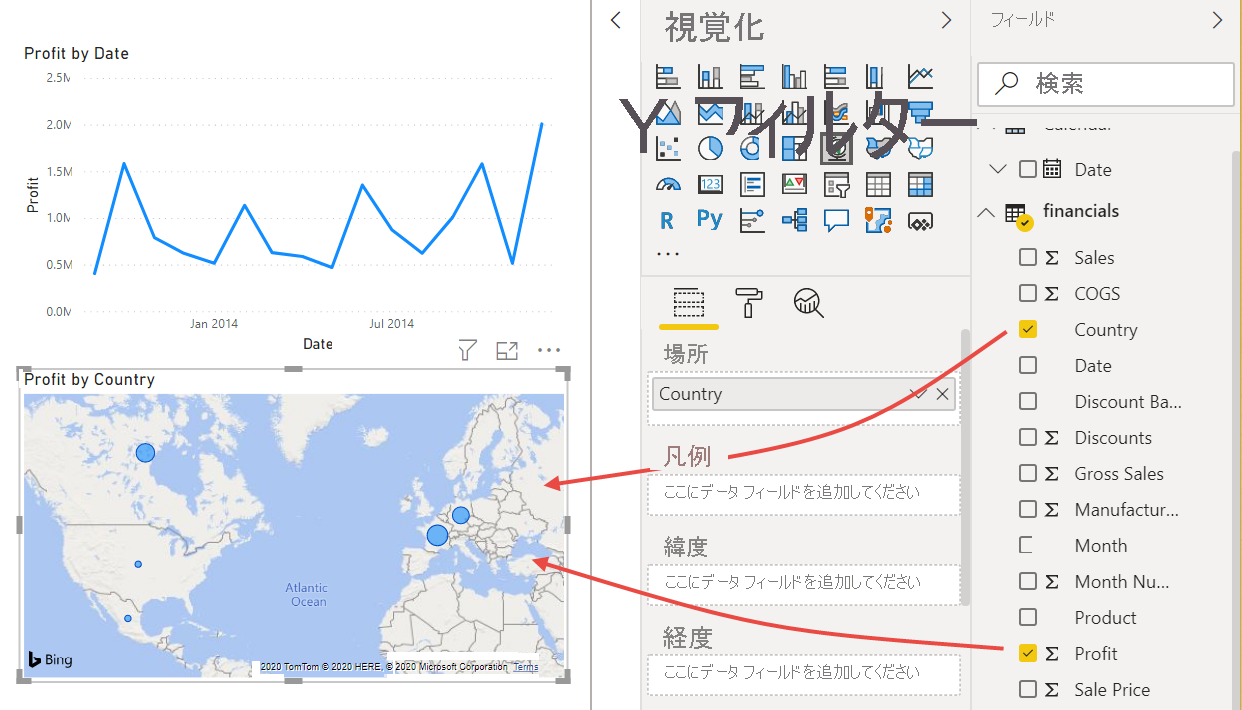 Profit by Date
2.5M
2.0M
1.5M
1.0M
0.5M
0.0M
Profit
Jan 2014
Jul 2014
Date
Profit by Country
Atlantic
Ocean
Bing
2020 TomTom © 2020 HERE, © 2020 Microsoft Corporation Terms
Y フィルター
視覚化
123
R
Py
場所
Country
凡例
ここにデータ フィールドを追加してください
緯度
ここにデータ フィールドを追加してください
経度
ここにデータ フィールドを追加してください
フィールド
検索
Calendar
Date
financials
Sales
COGS
Country
Date
Discount Ba...
Discounts
Gross Sales
Manufactur...
Month
Month Nu...
Product
Profit
Sale Price